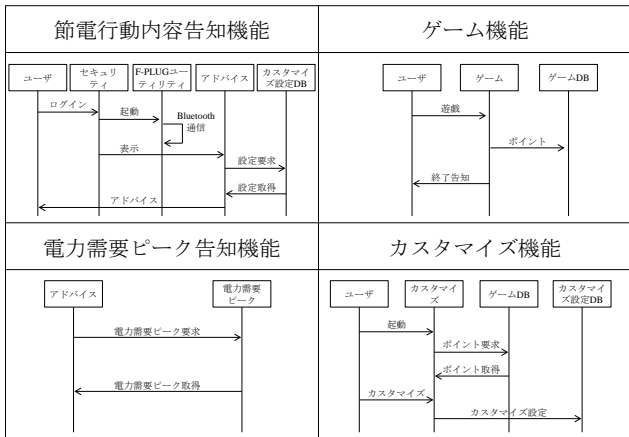 節電行動内容告知機能
ユーザ
セキュリ
ティ
F-PLUGユー
ティリティ
アドバイス
カスタマイ
ズ設定DB
ログイン
起動
Bluetooth
通信
表示
設定要求
設定取得
アドバイス
ゲーム機能
ユーザ
ゲーム
ゲームDB
遊戯
ポイント
終了告知
電力需要ピーク告知機能
アドバイス
電力需要
ピーク
電力需要ピーク要求
電力需要ピーク取得
カスタマイズ機能
ユーザ
カスタマイ
ズ
ゲームDB
カスタマイ
ズ設定DB
起動
ポイント要求
ポイント取得
カスタマイズ
カスタマイズ設定